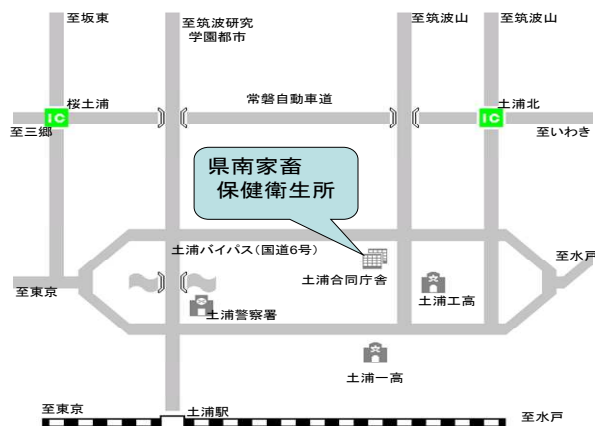 至坂東
至筑波研究
学園都市
至筑波山
至筑波山
桜土浦
常磐自動車道
土浦北
IC
IC
至三郷
至いわき
県南家畜
保健衛生所
土浦バイパス(国道6号)
至水戸
土浦合同庁舎
至東京
土浦工高
土浦警察署
土浦一高
至東京
土浦駅
至水戸